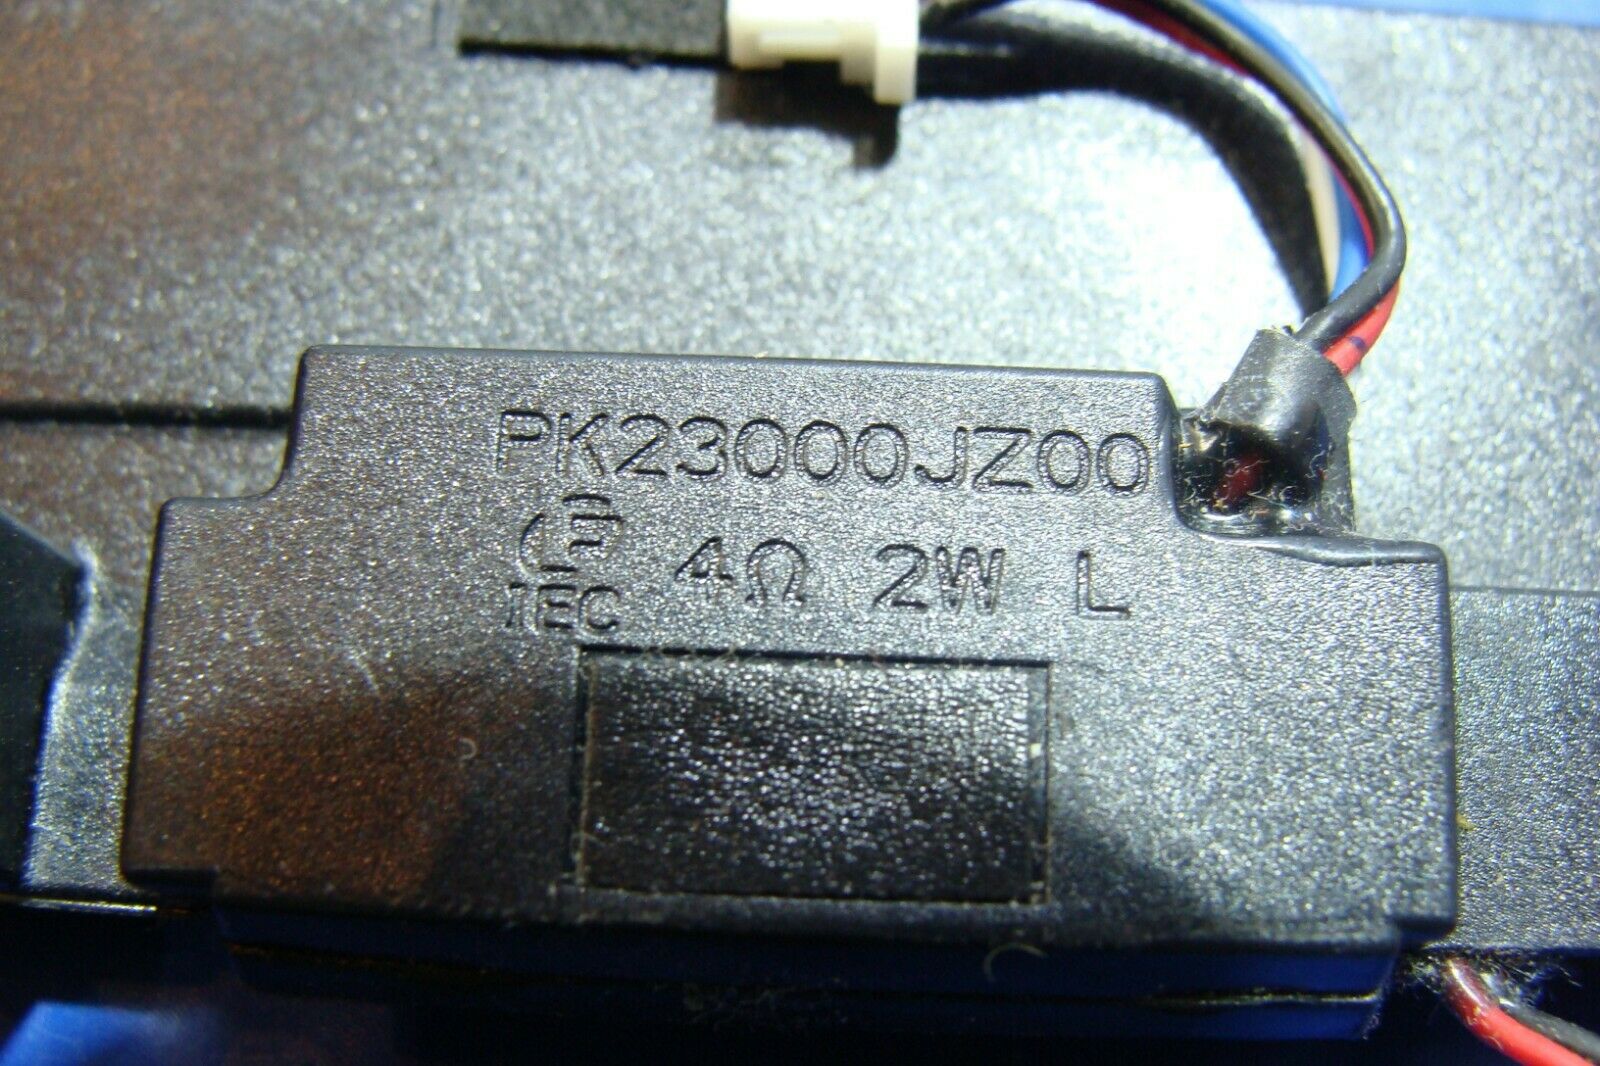 PK23000JZ00
4Ω 2W L
IEC